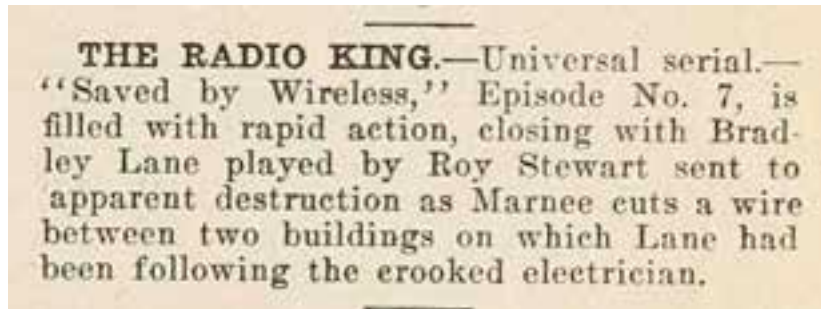 THE RADIO KING.—Universal serial.—
‘‘Saved by Wireless,’’ Episode No. 7, is
filled with rapid action, closing with Brad-
ley Lane played by Roy Stewart sent to
apparent destruction as Marnee cuts a wire
between two buildings on which Lane had
been following the crooked electrician.